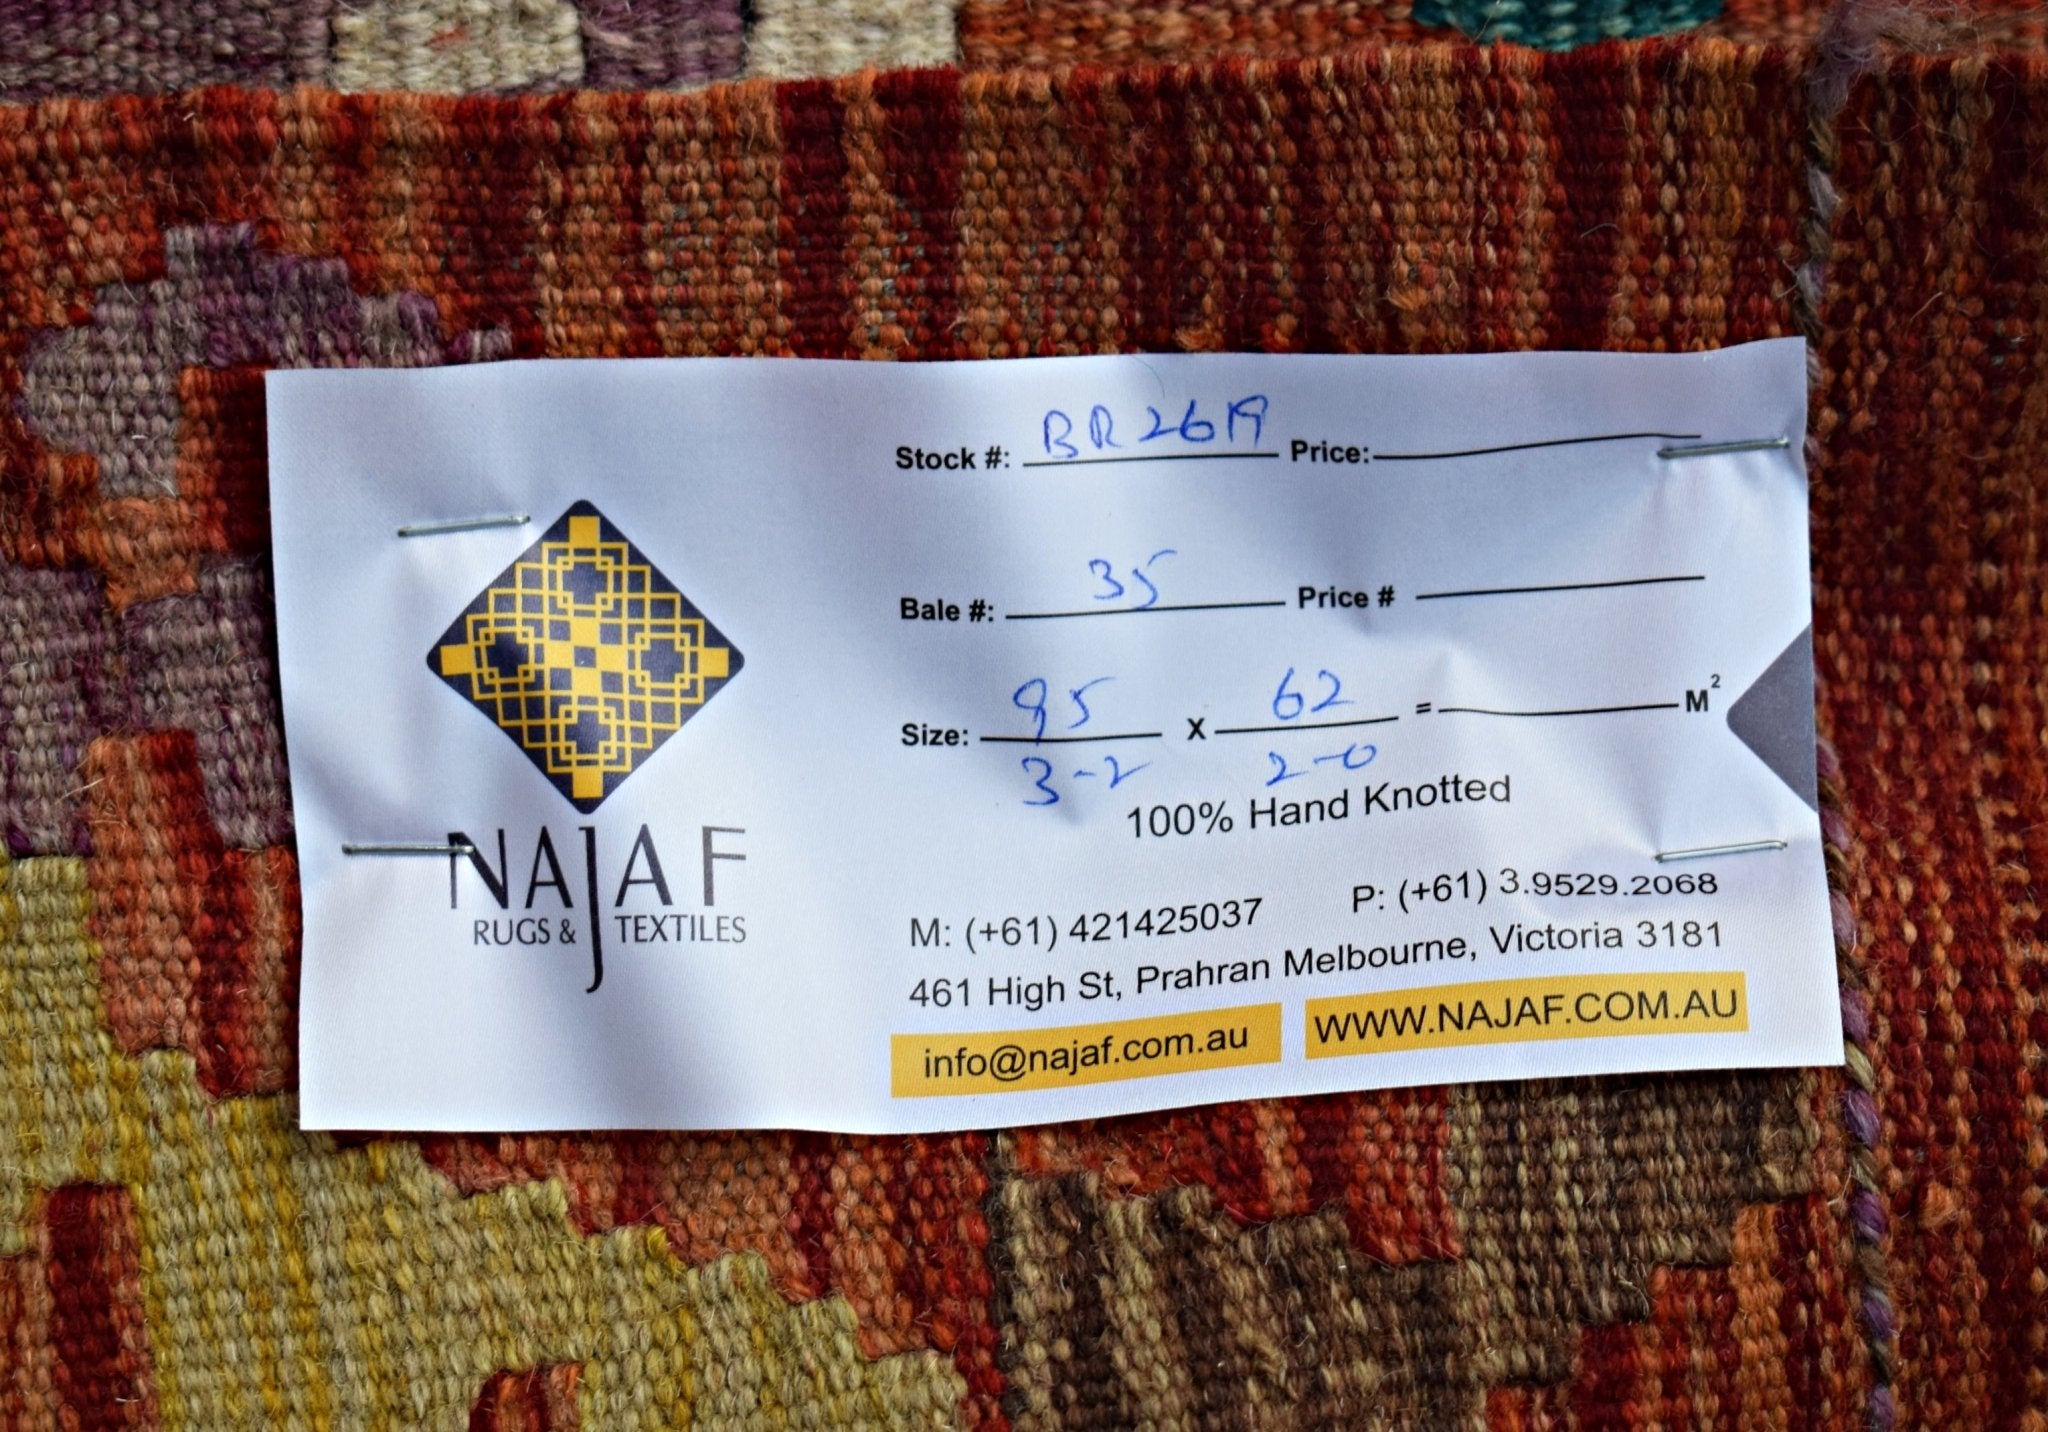 Stock #: BR2619 Price:
Bale #: 35 Price #
Size: 95 X 62 = M²
3-2 2-0
100% Hand Knotted
NAJAF
RUGS & TEXTILES
M: (+61) 421425037 P: (+61) 3.9529.2068
461 High St, Prahran Melbourne, Victoria 3181
info@najaf.com.au WWW.NAJAF.COM.AU